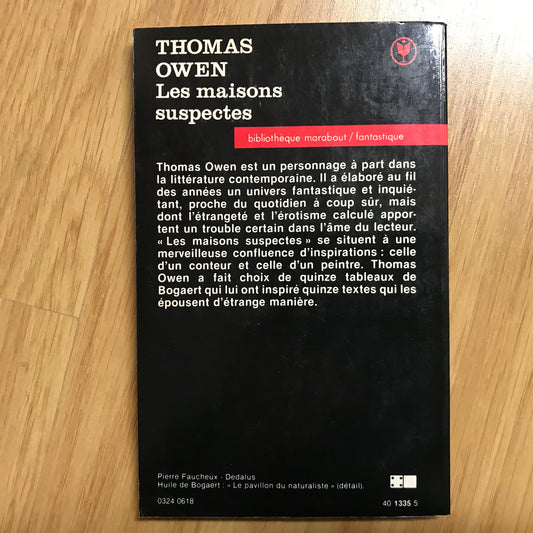 THOMAS
OWEN
Les maisons
suspectes
bibliothèque marabout / fantastique
Thomas Owen est un personnage à part dans
la littérature contemporaine. Il a élaboré au fil
des années un univers fantastique et inquié-
tant, proche du quotidien à coup sûr, mais
dont l'étrangeté et l'érotisme calculé appor-
tent un trouble certain dans l'âme du lecteur.
« Les maisons suspectes » se situent à une
merveilleuse confluence d'inspirations : celle
d'un conteur et celle d'un peintre. Thomas
Owen a fait choix de quinze tableaux de
Bogaert qui lui ont inspiré quinze textes qui les
épousent d'étrange manière.
Pierre Faucheux - Dedalus
Huile de Bogaert : « Le pavillon du naturaliste » (détail).
0324 0618
40 1335 5